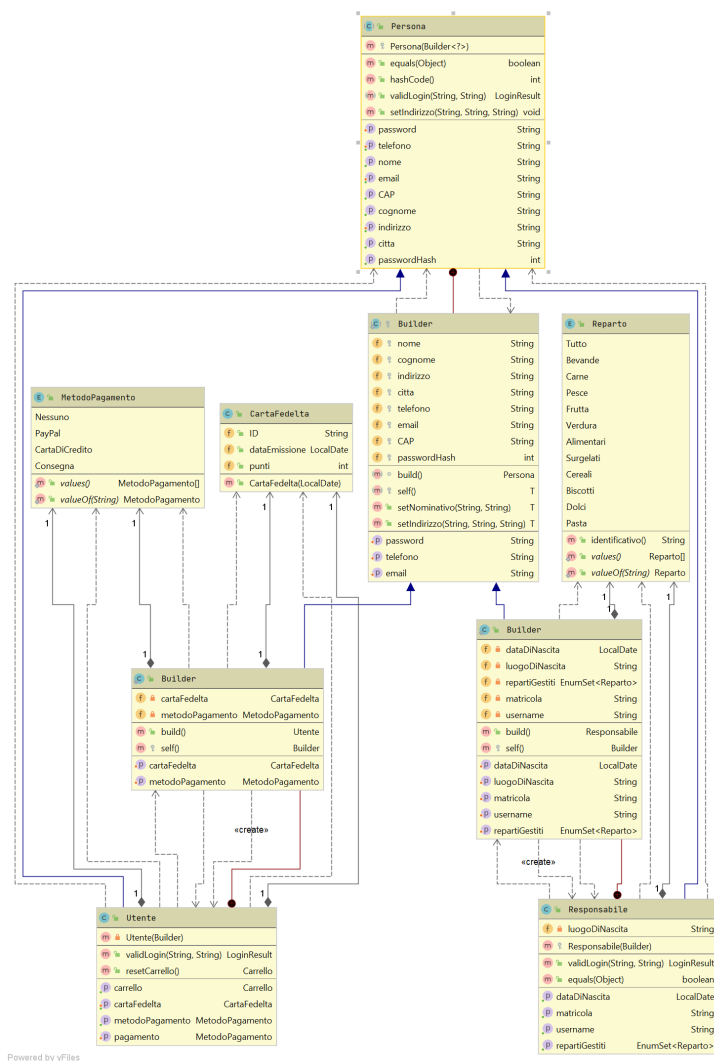 Persona
Persona(Builder<?>)
equals(Object) boolean
hashCode() int
validLogin(String, String) LoginResult
setIndirizzo(String, String, String) void
password String
telefono String
nome String
email String
CAP String
cognome String
indirizzo String
citta String
passwordHash int
Builder
nome String
cognome String
indirizzo String
citta String
telefono String
email String
CAP String
passwordHash int
build() Persona
self() T
setNominativo(String, String) T
setIndirizzo(String, String, String) T
password String
telefono String
email String
Reparto
Tutto
Bevande
Carne
Pesce
Frutta
Verdura
Alimentari
Surgelati
Cereali
Biscotti
Dolci
Pasta
identificativo() String
values() Reparto[]
valueOf(String) Reparto
MetodoPagamento
Nessuno
PayPal
CartaDiCredito
Consegna
values() MetodoPagamento[]
valueOf(String) MetodoPagamento
CartaFedelta
ID String
dataEmissione LocalDate
punti int
CartaFedelta(LocalDate)
1
1
1
1
1
1
1
1
1
Builder
cartaFedelta CartaFedelta
metodoPagamento MetodoPagamento
build() Utente
self() Builder
cartaFedelta CartaFedelta
metodoPagamento MetodoPagamento
Builder
dataDiNascita LocalDate
luogoDiNascita String
repartiGestiti EnumSet<Reparto>
matricola String
username String
build() Responsabile
self() Builder
dataDiNascita LocalDate
luogoDiNascita String
matricola String
username String
repartiGestiti EnumSet<Reparto>
«create»
«create»
1
1
1
Utente
Utente(Builder)
validLogin(String, String) LoginResult
resetCarrello() Carrello
carrello Carrello
cartaFedelta CartaFedelta
metodoPagamento MetodoPagamento
pagamento MetodoPagamento
Responsabile
luogoDiNascita String
Responsabile(Builder)
validLogin(String, String) LoginResult
equals(Object) boolean
dataDiNascita LocalDate
matricola String
username String
repartiGestiti EnumSet<Reparto>
Powered by yFiles